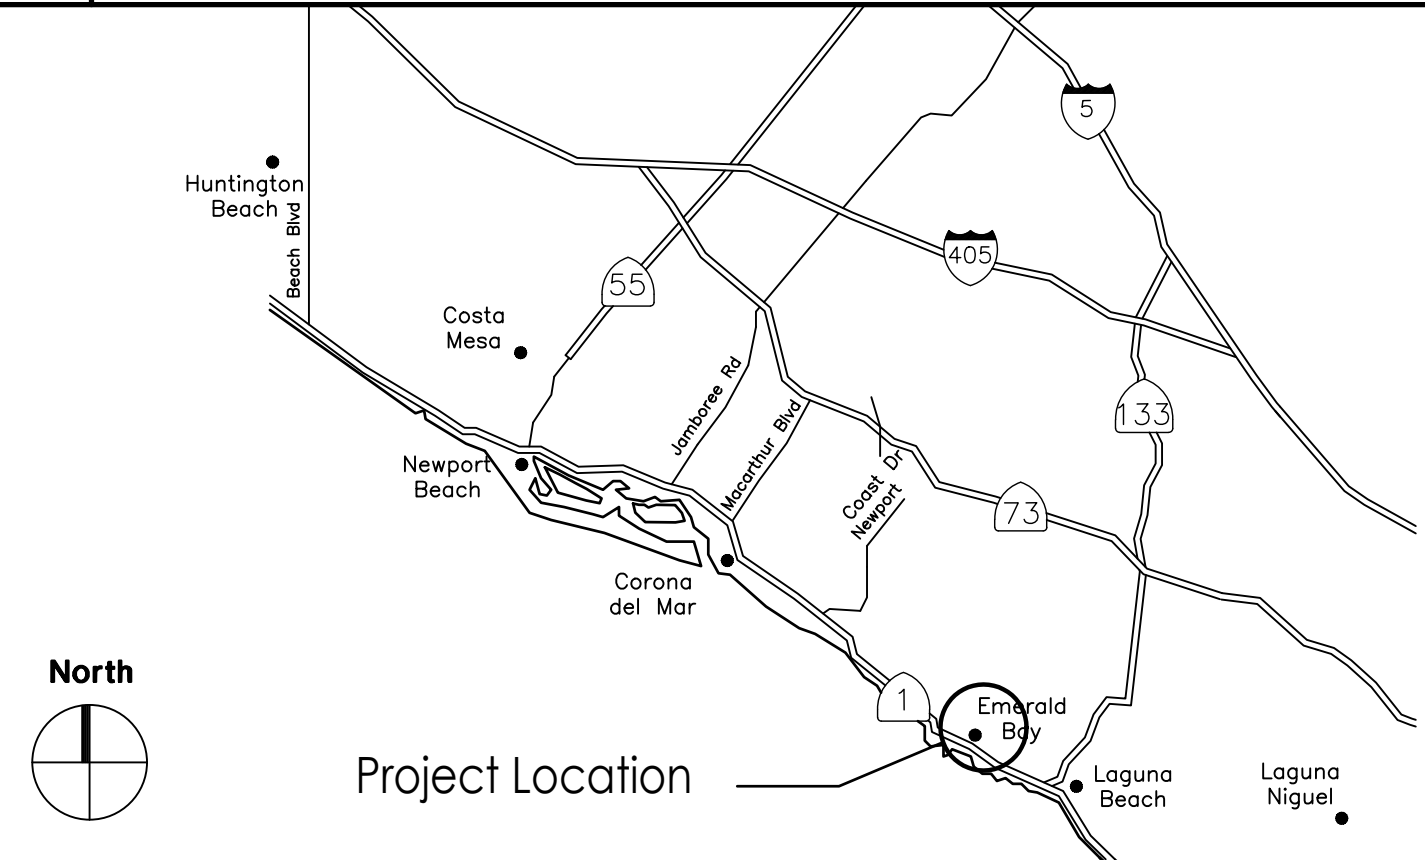 5
Huntington
Beach
Beach Blvd
405
55
Costa
Mesa
Jamboree Rd
Macarthur Blvd
133
Newport
Beach
Coast Dr
Newport
73
Corona
del Mar
North
1
Emerald
Bay
Project Location
Laguna
Beach
Laguna
Niguel